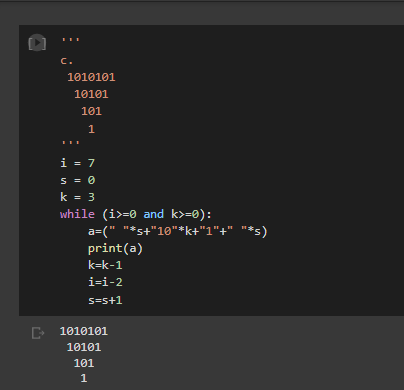 '''
c.
 1010101
  10101
   101
    1
'''
i = 7
s = 0
k = 3
while (i>=0 and k>=0):
    a=(" "*s+"10"*k+"1"+" "*s)
    print(a)
    k=k-1
    i=i-2
    s=s+1
1010101
 10101
  101
   1